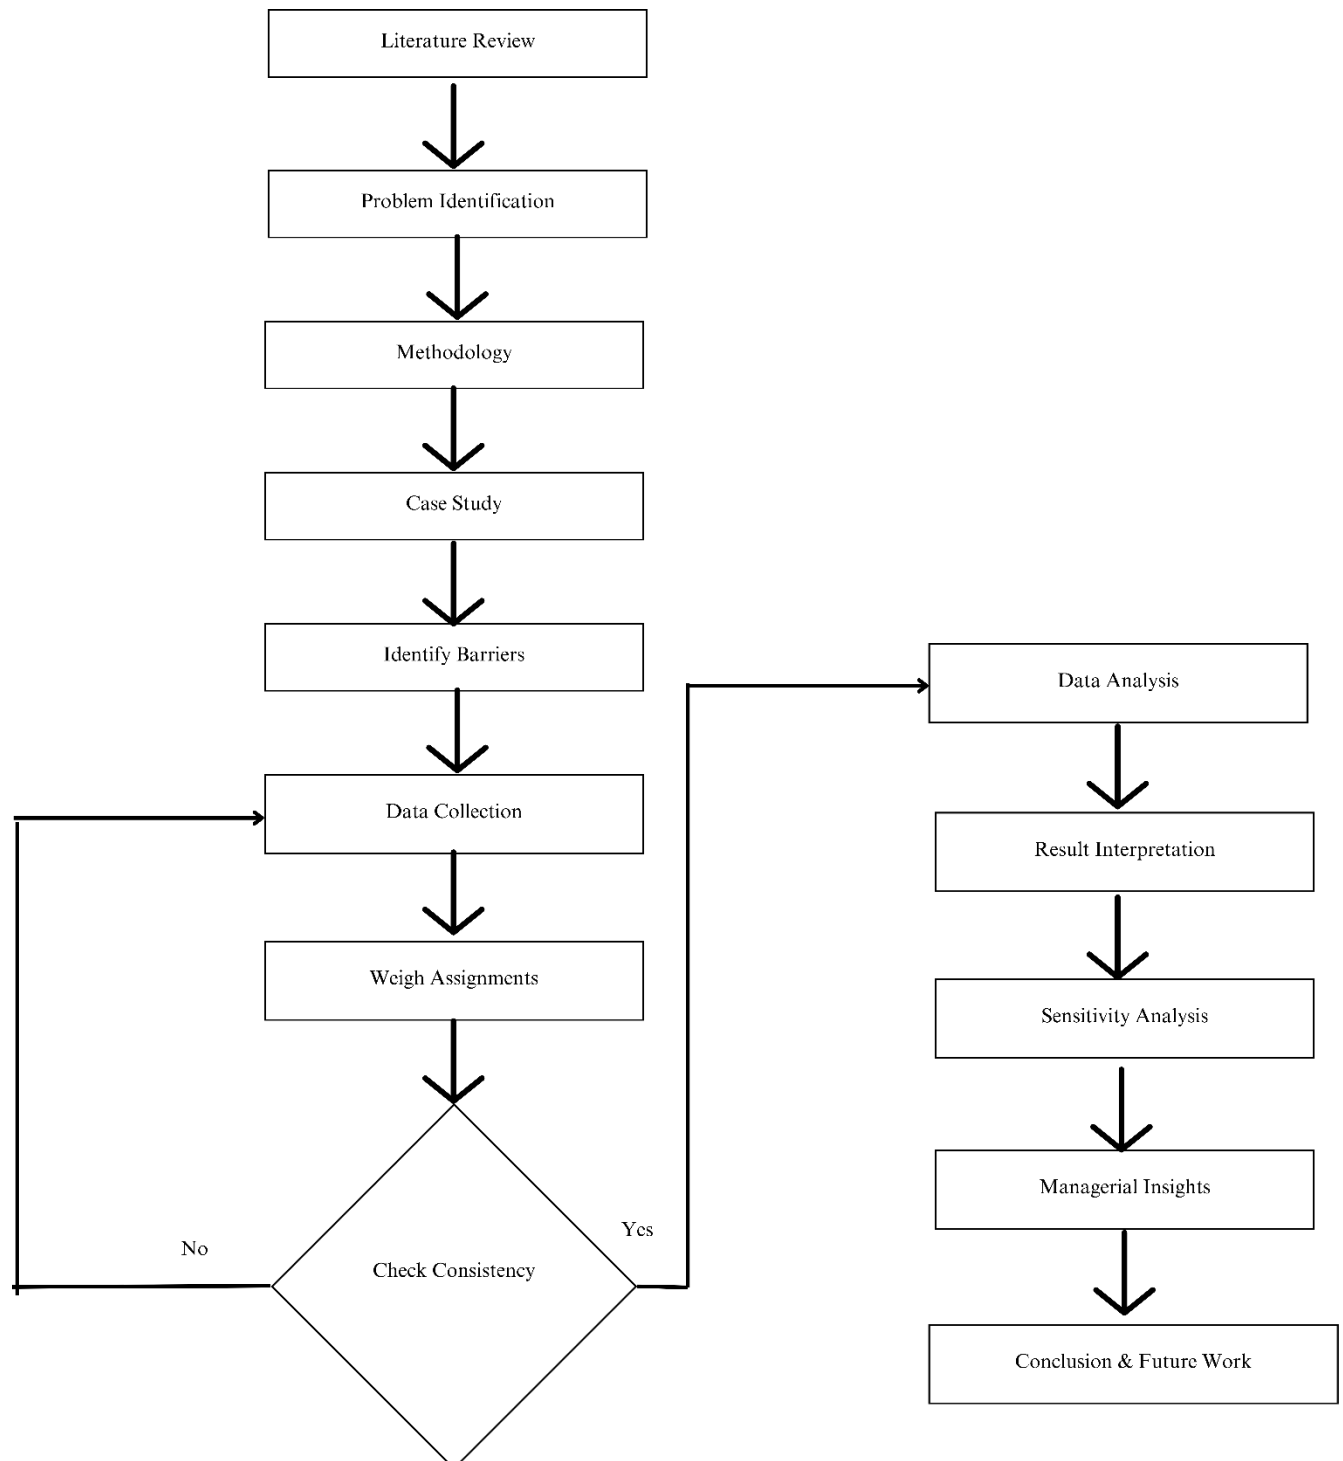 Literature Review
Problem Identification
Methodology
Case Study
Identify Barriers
Data Collection
Weigh Assignments
Check Consistency
No
Yes
Data Analysis
Result Interpretation
Sensitivity Analysis
Managerial Insights
Conclusion & Future Work